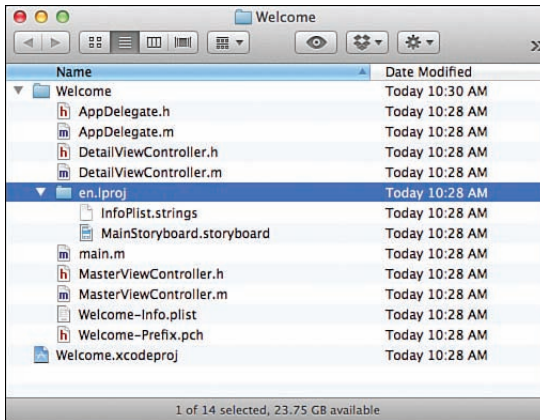 Welcome
Name Date Modified
Welcome Today 10:30 AM
h AppDelegate.h Today 10:28 AM
m AppDelegate.m Today 10:28 AM
h DetailViewController.h Today 10:28 AM
m DetailViewController.m Today 10:28 AM
en.lproj Today 10:28 AM
InfoPlist.strings Today 10:28 AM
MainStoryboard.storyboard Today 10:28 AM
m main.m Today 10:28 AM
h MasterViewController.h Today 10:28 AM
m MasterViewController.m Today 10:28 AM
Welcome-Info.plist Today 10:28 AM
h Welcome-Prefix.pch Today 10:28 AM
Welcome.xcodeproj Today 10:28 AM
1 of 14 selected, 23.75 GB available